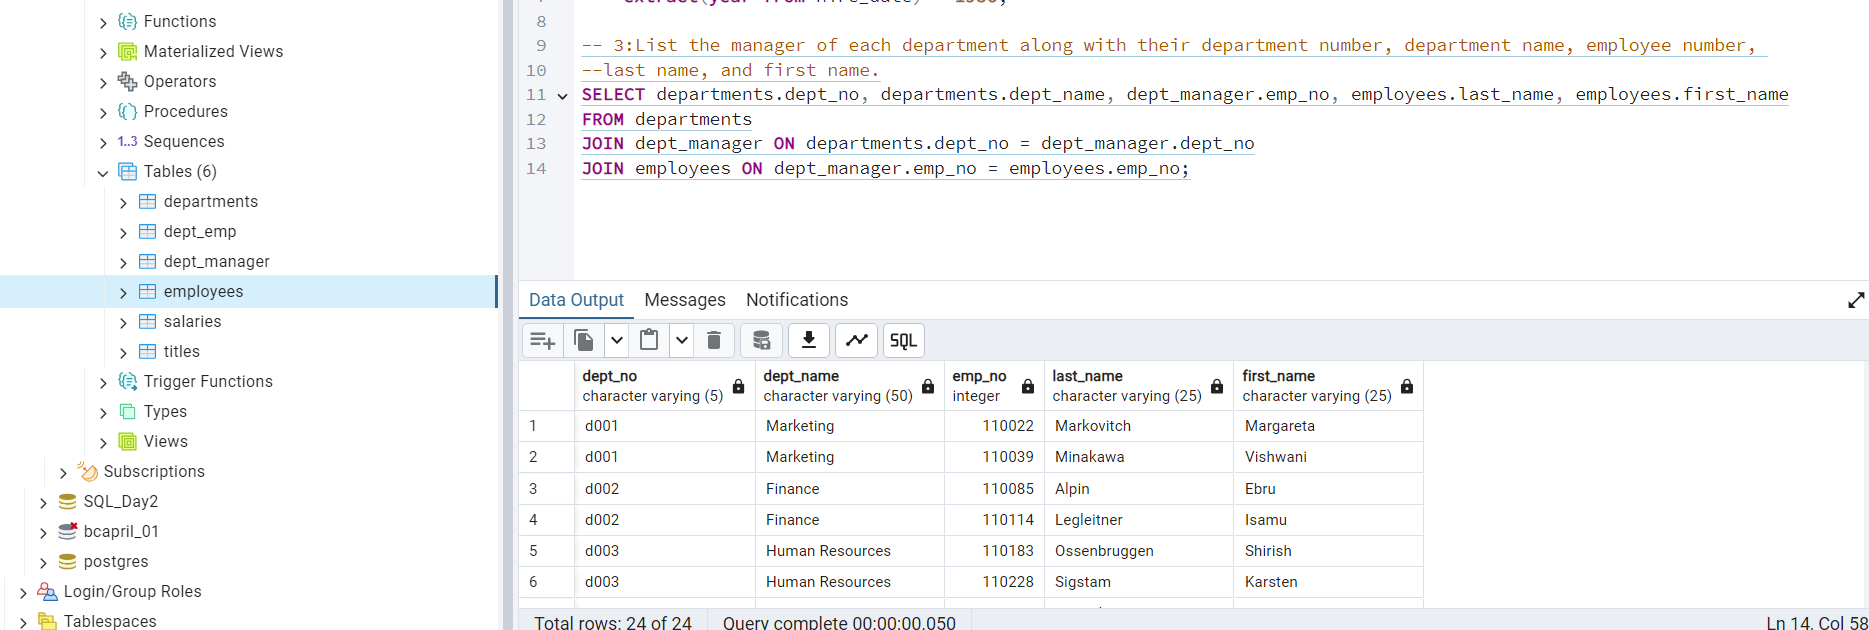 Functions
Materialized Views
Operators
Procedures
1..3 Sequences
Tables (6)
departments
dept_emp
dept_manager
employees
salaries
titles
Trigger Functions
Types
Views
Subscriptions
SQL_Day2
bcapril_01
postgres
Login/Group Roles
Tablespaces
8
9 -- 3:List the manager of each department along with their department number, department name, employee number,
10 --last name, and first name.
11 SELECT departments.dept_no, departments.dept_name, dept_manager.emp_no, employees.last_name, employees.first_name
12 FROM departments
13 JOIN dept_manager ON departments.dept_no = dept_manager.dept_no
14 JOIN employees ON dept_manager.emp_no = employees.emp_no;
Data Output Messages Notifications
SQL
dept_no dept_name emp_no last_name first_name
character varying (5) character varying (50) integer character varying (25) character varying (25)
1 d001 Marketing 110022 Markovitch Margareta
2 d001 Marketing 110039 Minakawa Vishwani
3 d002 Finance 110085 Alpin Ebru
4 d002 Finance 110114 Legleitner Isamu
5 d003 Human Resources 110183 Ossenbruggen Shirish
6 d003 Human Resources 110228 Sigstam Karsten
Total rows: 24 of 24 Query complete 00:00:00.050 Ln 14, Col 58